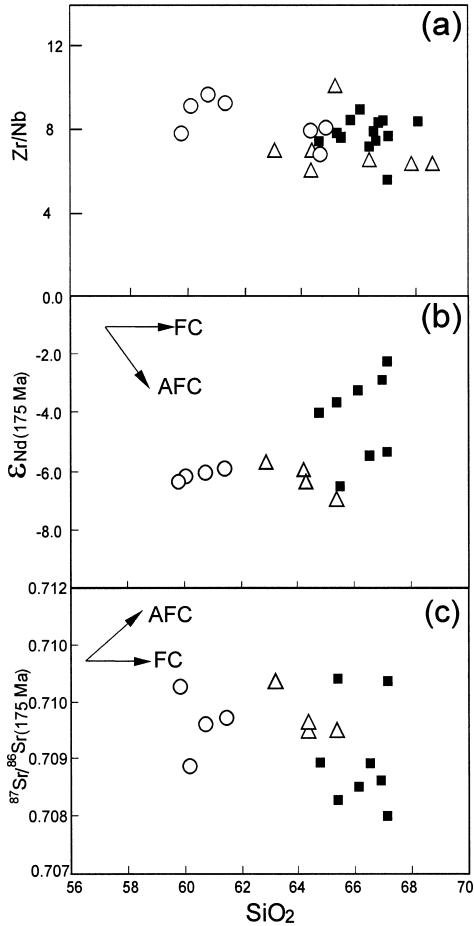 (a)
12
8
4
Zr/Nb
0.0
(b)
FC
AFC
-2.0
-4.0
-6.0
-8.0
εNd(175 Ma)
0.712
(c)
AFC
FC
0.710
0.710
0.709
0.708
0.707
87Sr/86Sr(175 Ma)
56 58 60 62 64 66 68 70
SiO2